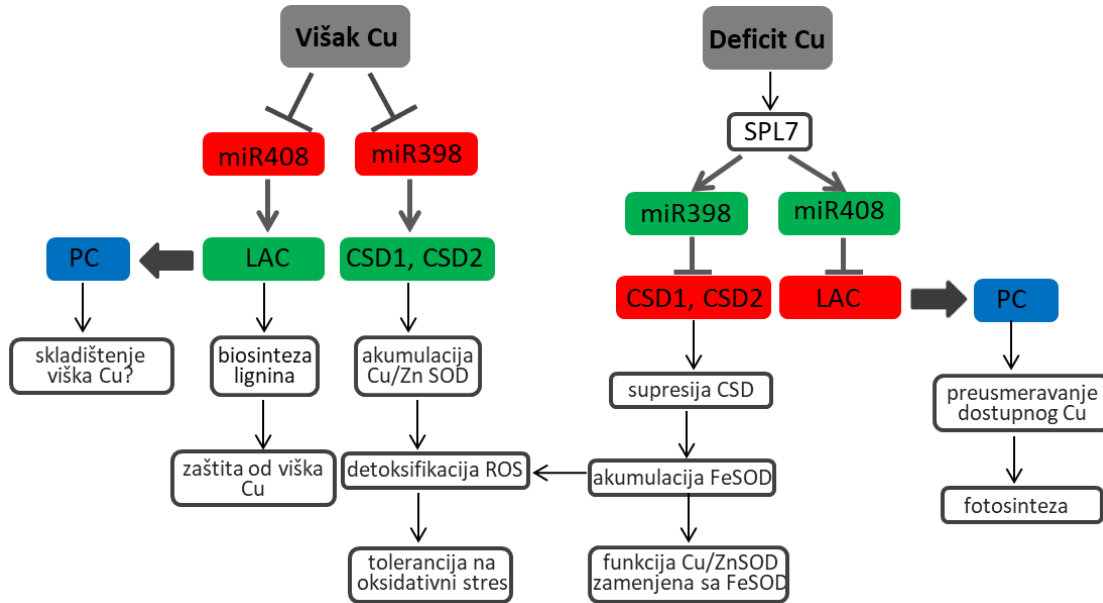 Višak Cu
Deficit Cu
SPL7
miR408
miR398
miR398
miR408
PC
LAC
CSD1, CSD2
CSD1, CSD2
LAC
PC
skladištenje
viška Cu?
biosinteza
lignina
akumulacija
Cu/Zn SOD
supresija CSD
preusmeravanje
dostupnog Cu
zaštita od viška
Cu
detoksifikacija ROS
akumulacija FeSOD
fotosinteza
tolerancija na
oksidativni stres
funkcija Cu/ZnSOD
zamenjena sa FeSOD